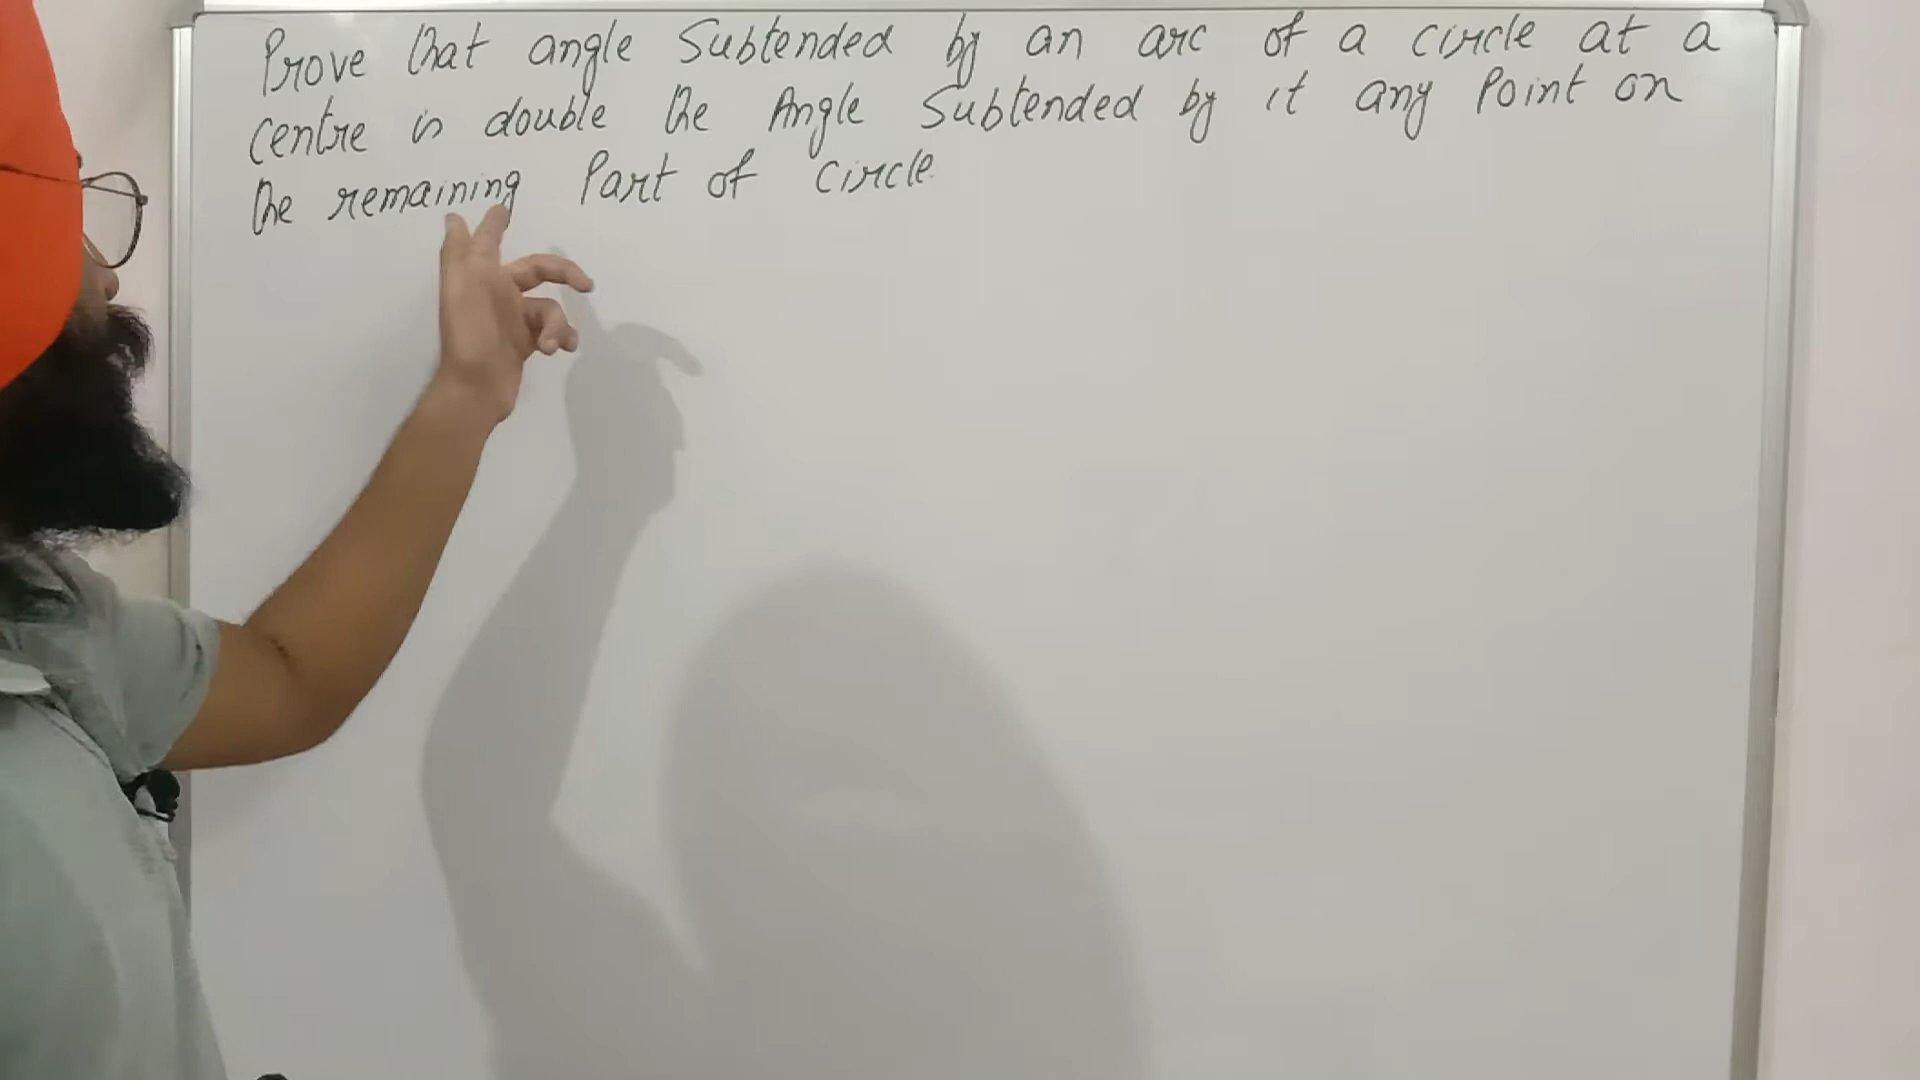 Prove that angle Subtended by an arc of a circle at a
centre is double the Angle Subtended by it any Point on
the remaining Part of circle.